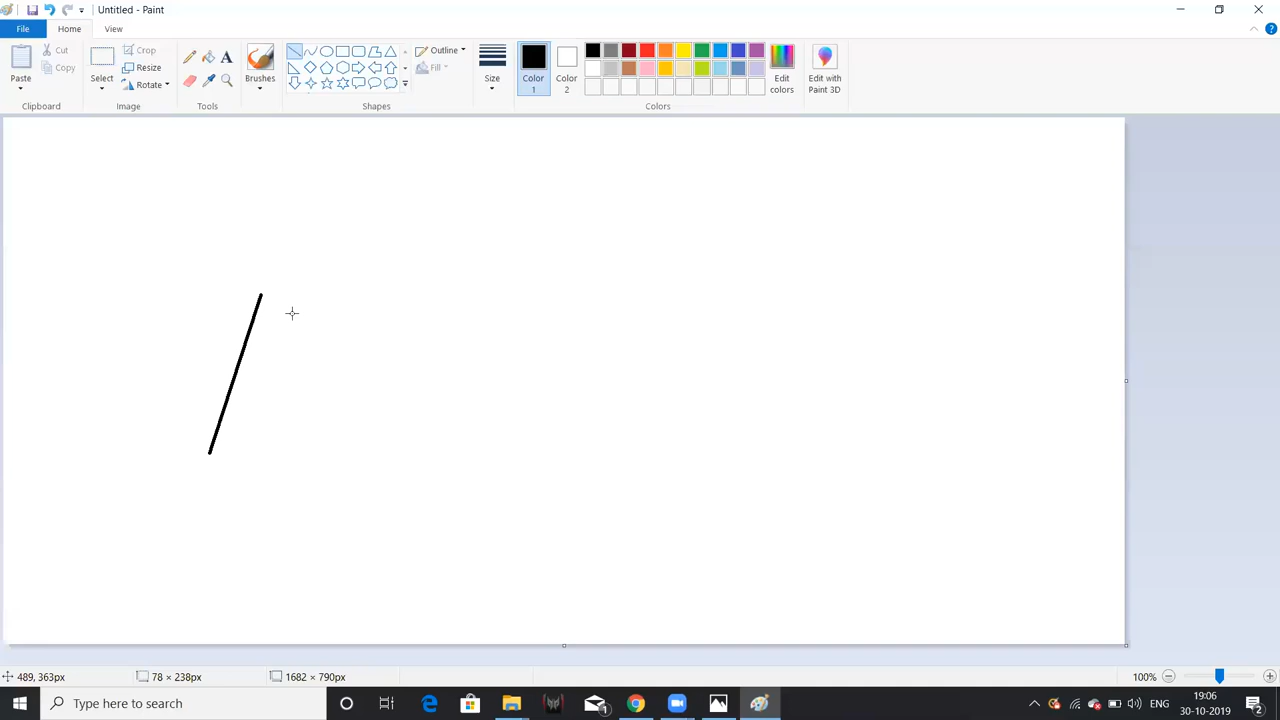 Untitled - Paint
File Home View
Paste
Cut
Copy
Clipboard
Select
Crop
Resize
Rotate
Image
A
Tools
Brushes
Outline
Fill
Shapes
Size
Color 1
Color 2
Edit colors
Colors
Edit with Paint 3D
489, 363px
78 × 238px
1682 × 790px
100%
Type here to search
1
ENG
19:06
30-10-2019
2